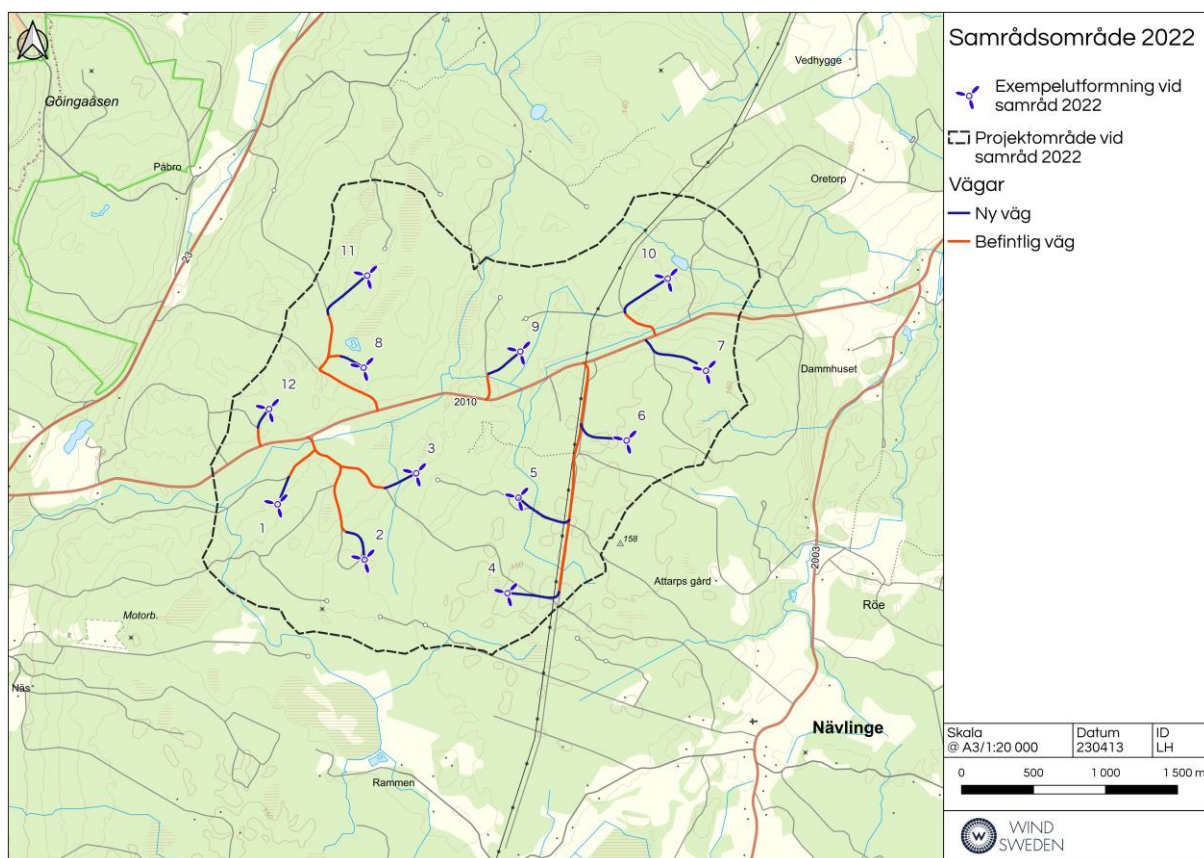 Samrådsområde 2022
Exempelutformning vid
samråd 2022
Projektområde vid
samråd 2022
Vägar
Ny väg
Befintlig väg
Skala
@ A3/1:20 000
Datum
230413
ID
LH
0 500 1 000 1 500 m
WIND
SWEDEN
Vedhygge
Göingaåsen
140
Påbro
Oretorp
23
11
10
9
8
7
Dammhuset
12
160
2010
6
3
5
1
2
158
150
4
2003
Attarps gård
Röe
Motorb.
Näs
Nävlinge
Rammen